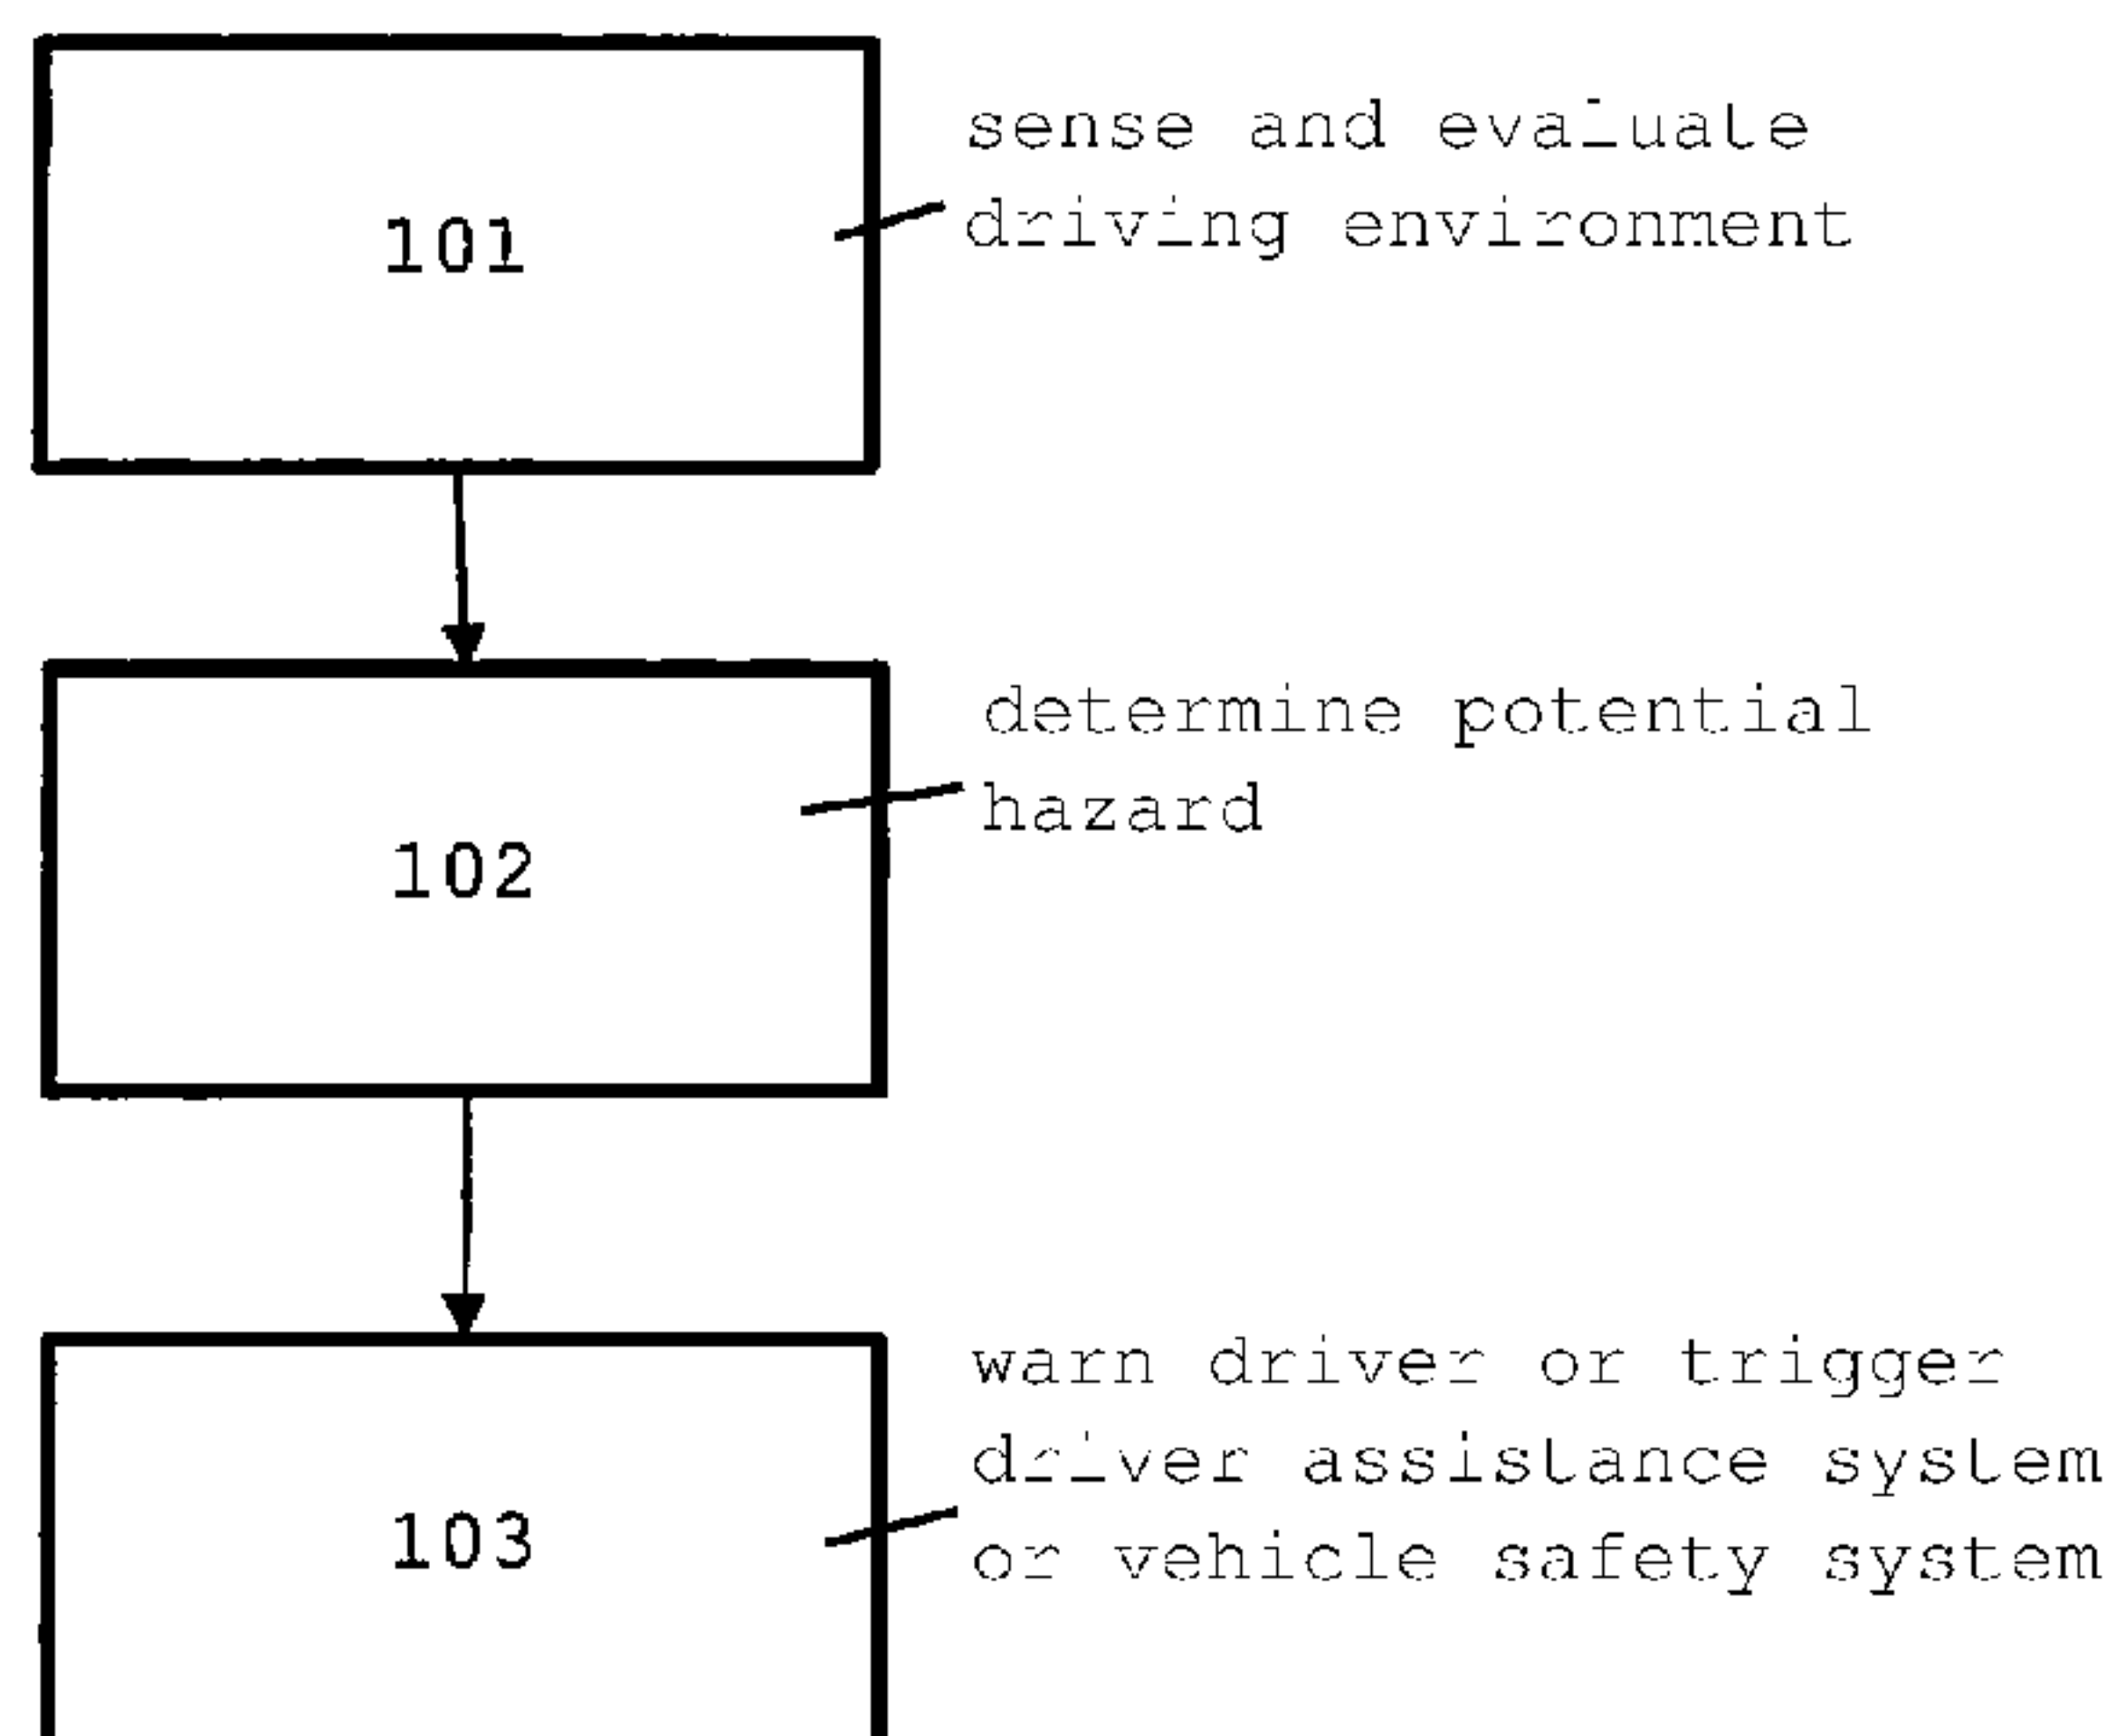 sense and evaluate
driving environment
101
determine potential
hazard
102
warn driver or trigger
driver assistance system
or vehicle safety system
103